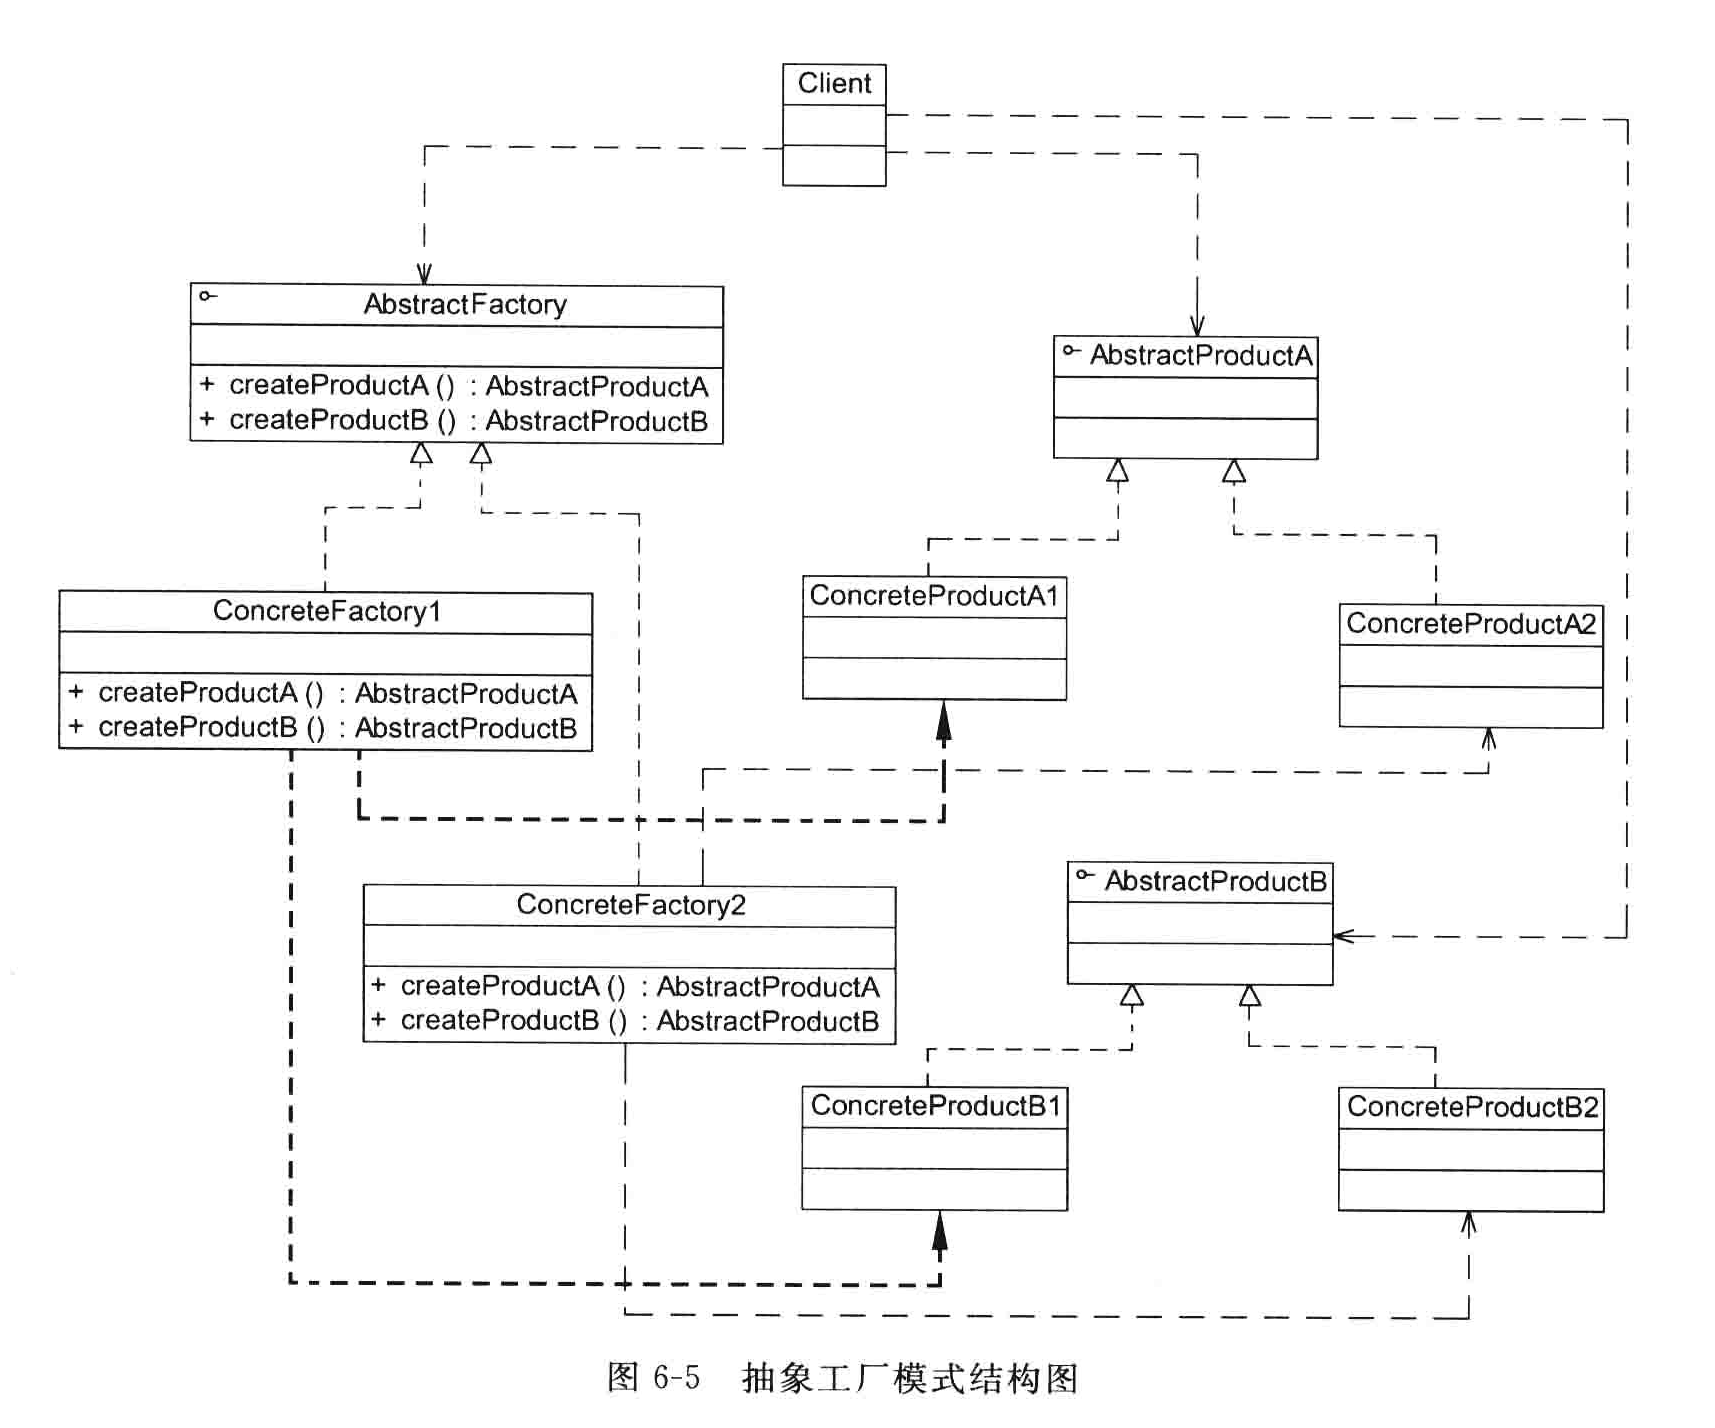 Client
AbstractFactory
+ createProductA () : AbstractProductA
+ createProductB () : AbstractProductB
AbstractProductA
ConcreteFactory1
+ createProductA () : AbstractProductA
+ createProductB () : AbstractProductB
ConcreteProductA1
ConcreteProductA2
ConcreteFactory2
+ createProductA () : AbstractProductA
+ createProductB () : AbstractProductB
AbstractProductB
ConcreteProductB1
ConcreteProductB2
图 6-5 抽象工厂模式结构图